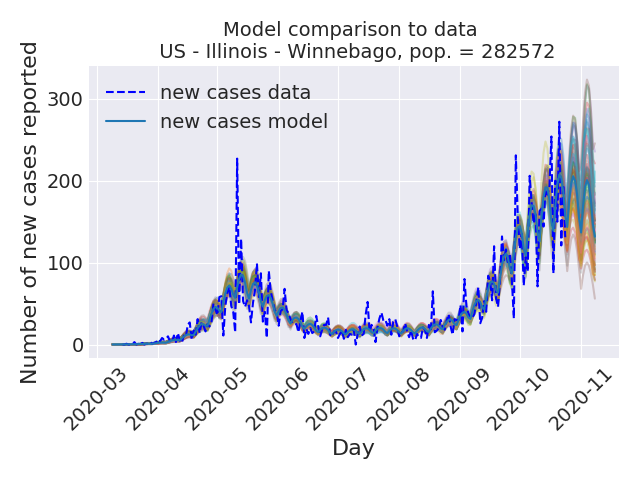 Model comparison to data
US - Illinois - Winnebago, pop. = 282572
Number of new cases reported
300
200
100
0
new cases data
new cases model
2020-03
2020-04
2020-05
2020-06
2020-07
2020-08
2020-09
2020-10
2020-11
Day